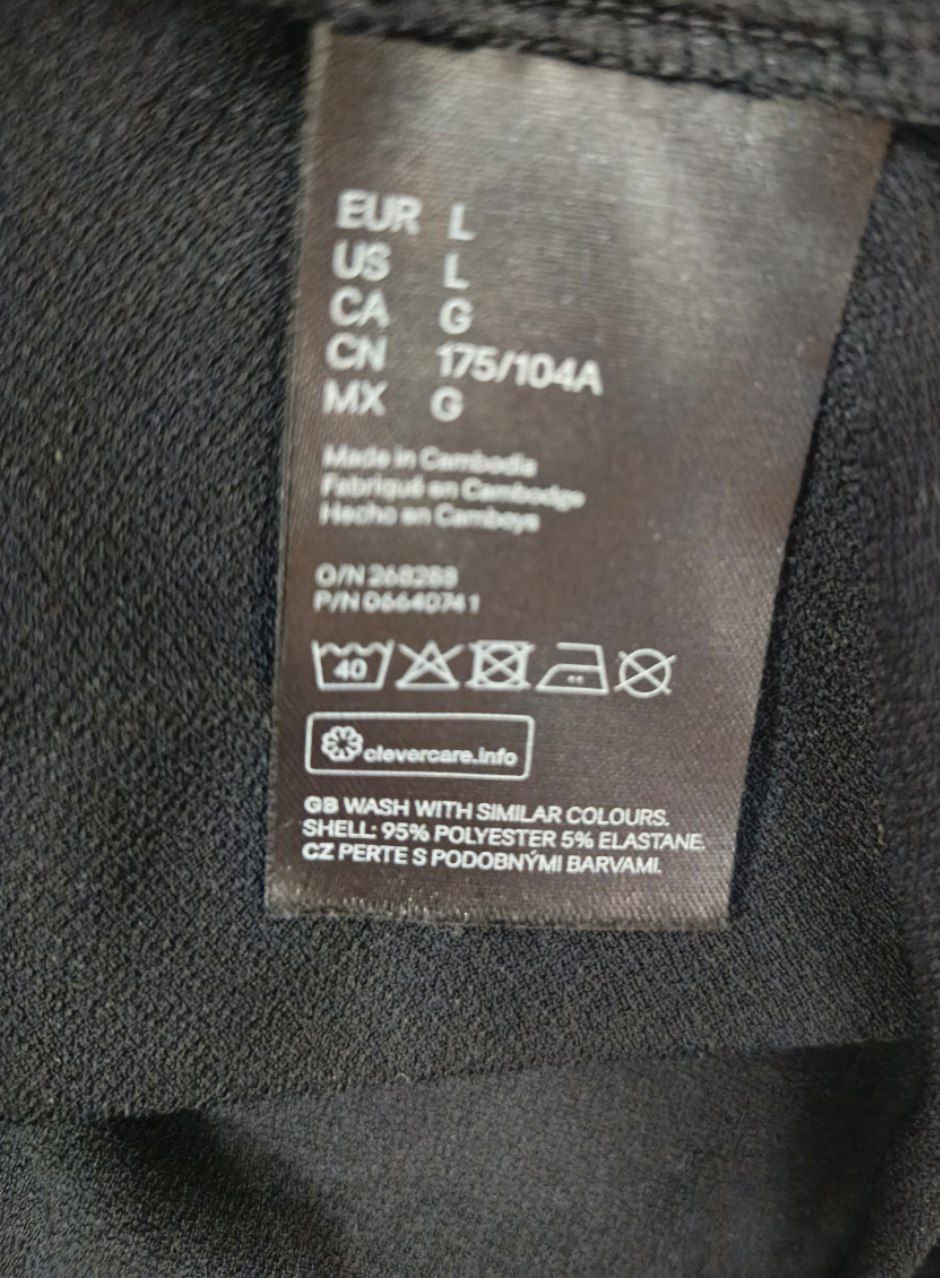 EUR L
US L
CA G
CN 175/104A
MX G
Made in Cambodia
Fabriqué en Cambodge
Hecho en Camboya
O/N 268288
P/N 06640741
40
clevercare.info
GB WASH WITH SIMILAR COLOURS.
SHELL: 95% POLYESTER 5% ELASTANE.
CZ PERTE S PODOBNÝMI BARVAMI.